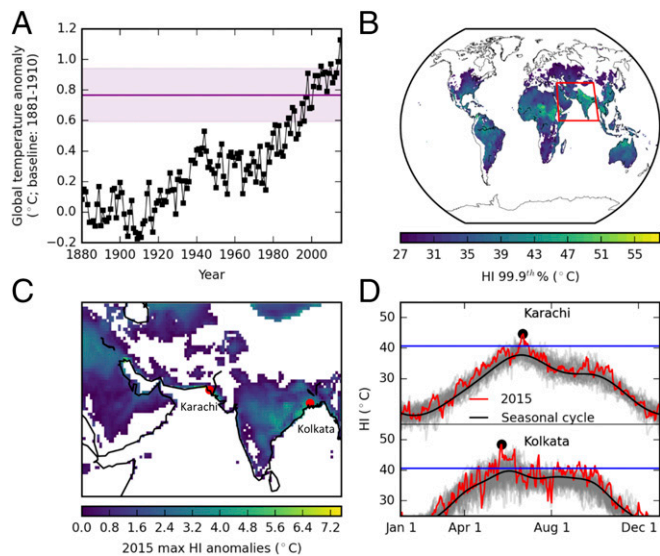 A
Global temperature anomaly
(°C; baseline: 1881-1910)
1.2
1.0
0.8
0.6
0.4
0.2
0.0
−0.2
1880 1900 1920 1940 1960 1980 2000
Year
B
27 31 35 39 43 47 51 55
HI 99.9th% (°C)
C
Karachi
Kolkata
0.0 0.8 1.6 2.4 3.2 4.0 4.8 5.6 6.4 7.2
2015 max HI anomalies (°C)
D
HI (°C)
50
40
30
Karachi
2015
Seasonal cycle
50
40
30
Kolkata
Jan 1 Apr 1 Aug 1 Dec 1